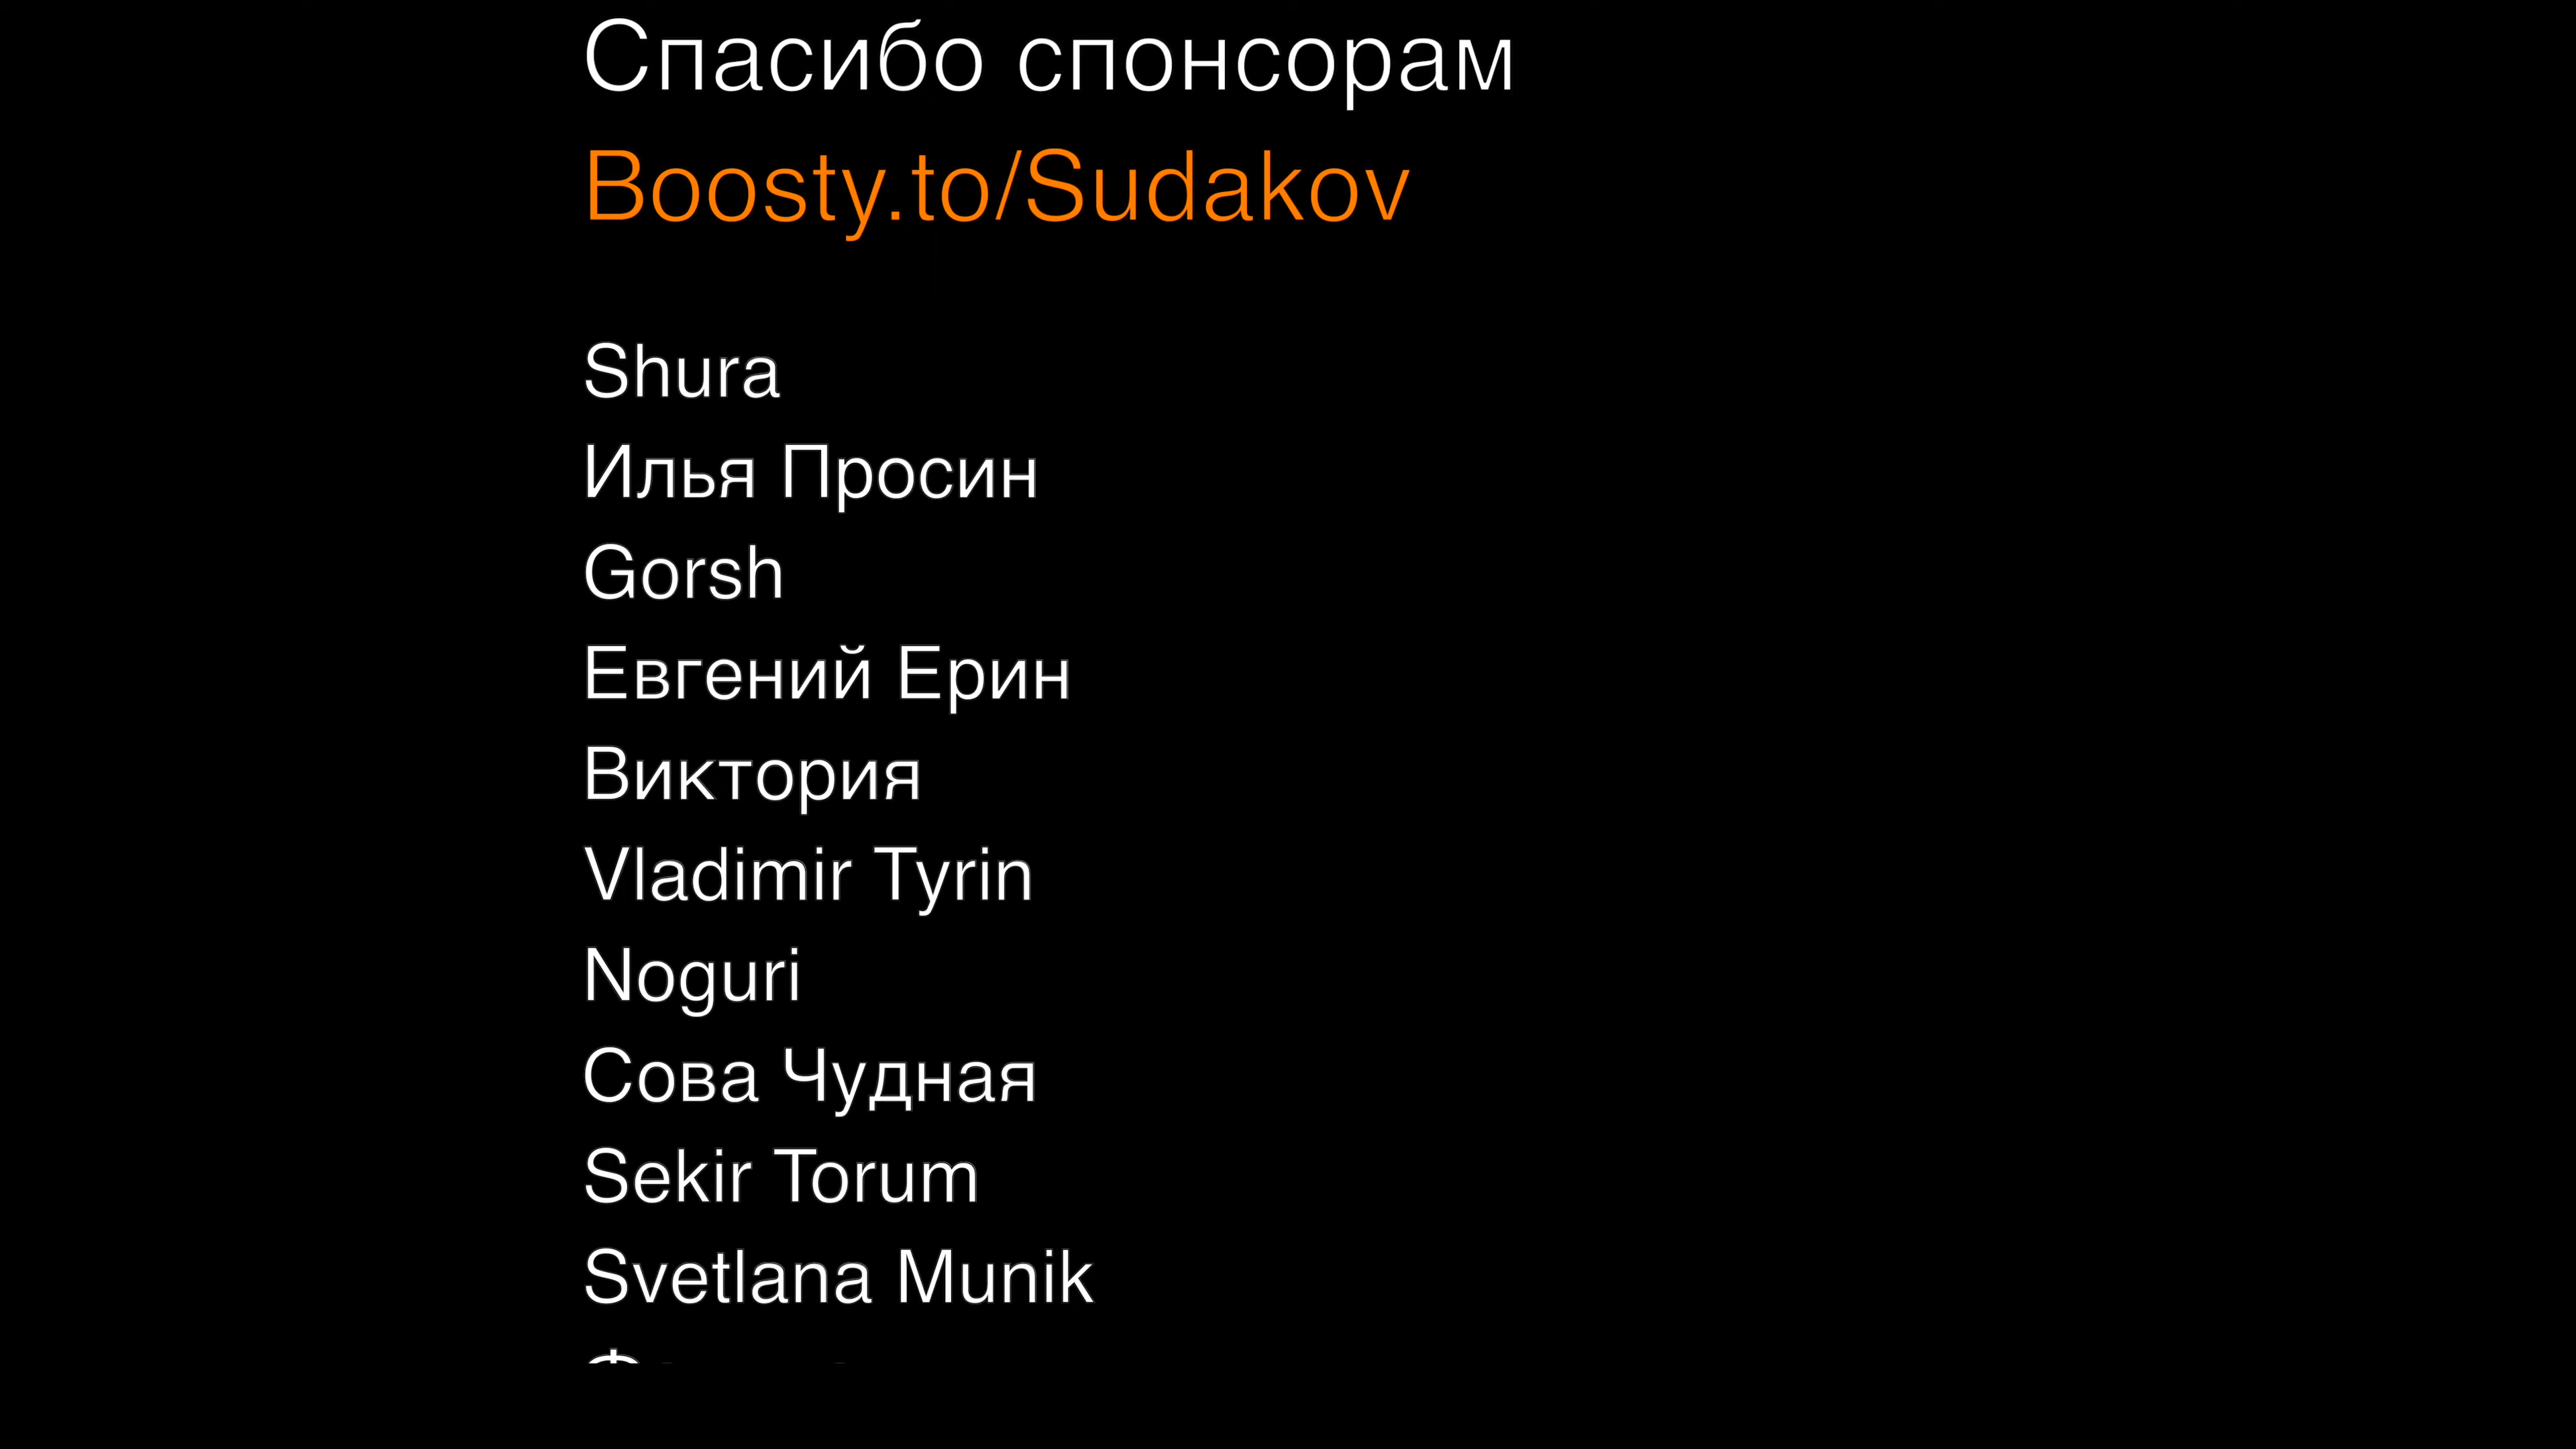 Спасибо спонсорам
Boosty.to/Sudakov
Shura
Илья Просин
Gorsh
Евгений Ерин
Виктория
Vladimir Tyrin
Noguri
Сова Чудная
Sekir Torum
Svetlana Munik